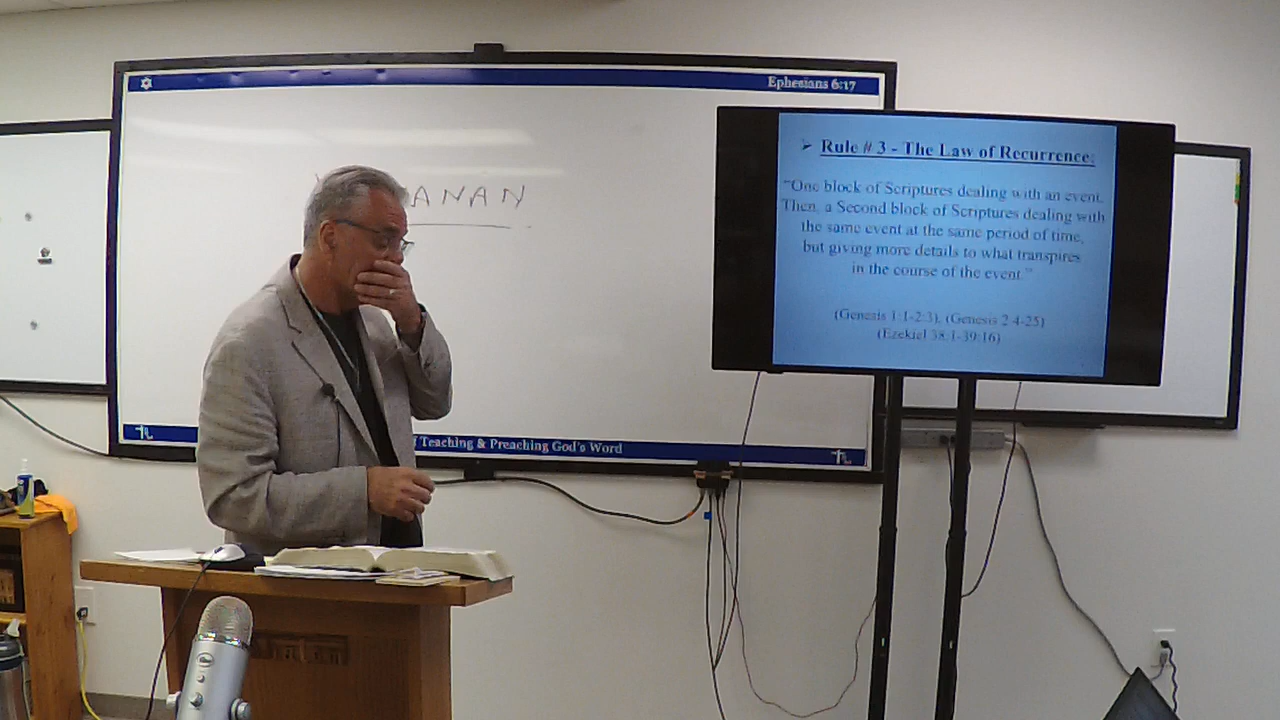 Ephesians 6:17
ANAN
Teaching & Preaching God's Word
➢ Rule # 3 - The Law of Recurrence:
"One block of Scriptures dealing with an event.
Then, a Second block of Scriptures dealing with
the same event at the same period of time,
but giving more details to what transpires
in the course of the event."
(Genesis 1:1-2:3), (Genesis 2:4-25)
(Ezekiel 38:1-39:16)